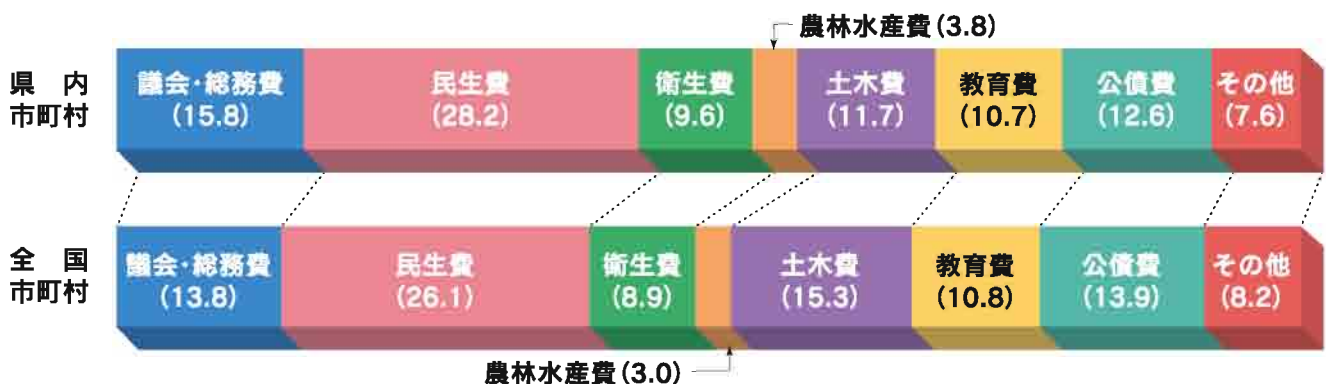 農林水産費(3.8)
県内
市町村
議会・総務費
(15.8)
民生費
(28.2)
衛生費
(9.6)
土木費
(11.7)
教育費
(10.7)
公債費
(12.6)
その他
(7.6)
全国
市町村
議会・総務費
(13.8)
民生費
(26.1)
衛生費
(8.9)
土木費
(15.3)
教育費
(10.8)
公債費
(13.9)
その他
(8.2)
農林水産費(3.0)